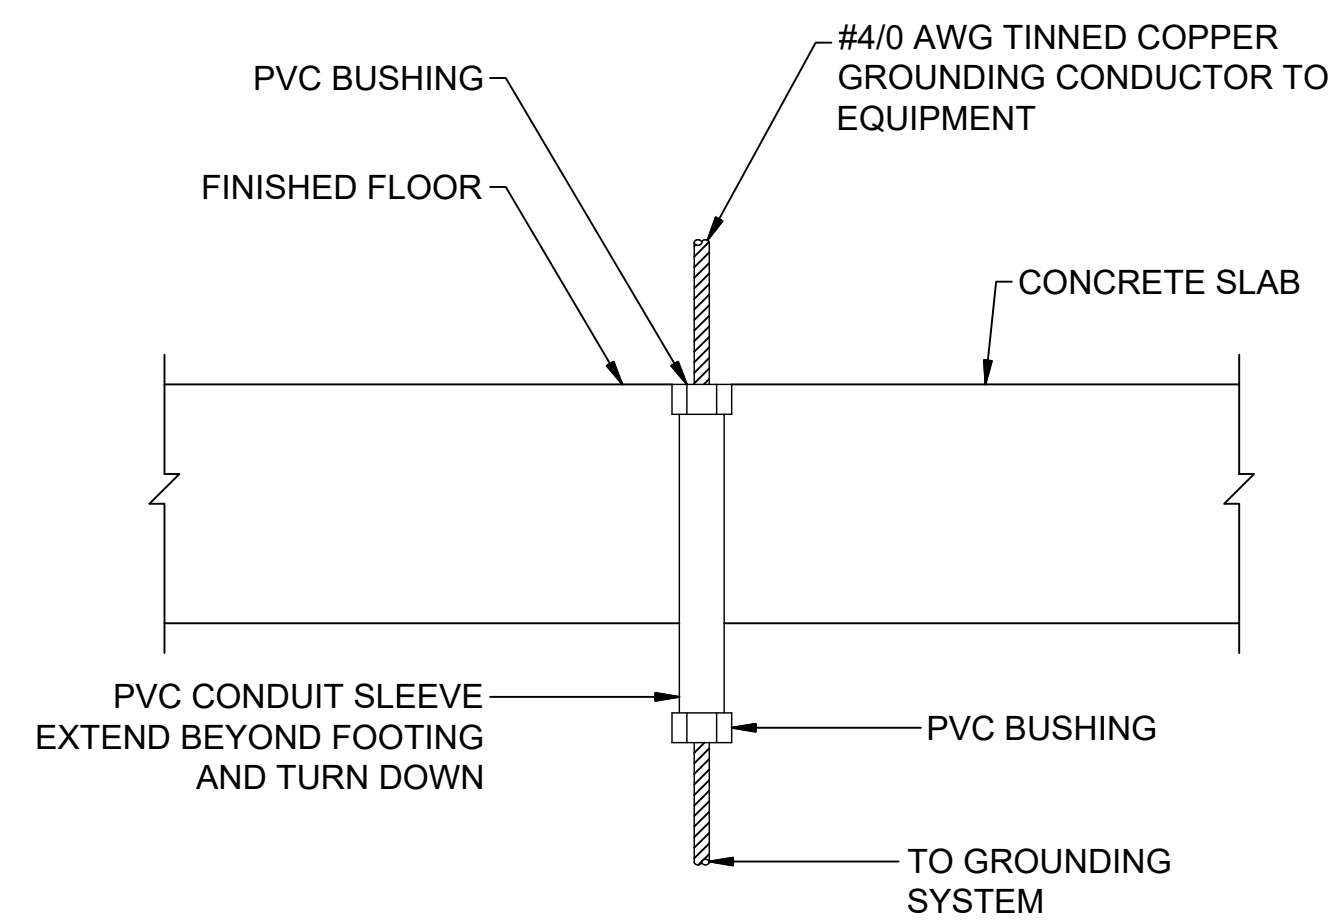 #4/0 AWG TINNED COPPER
GROUNDING CONDUCTOR TO
EQUIPMENT
PVC BUSHING
FINISHED FLOOR
CONCRETE SLAB
PVC CONDUIT SLEEVE
EXTEND BEYOND FOOTING
AND TURN DOWN
PVC BUSHING
TO GROUNDING
SYSTEM